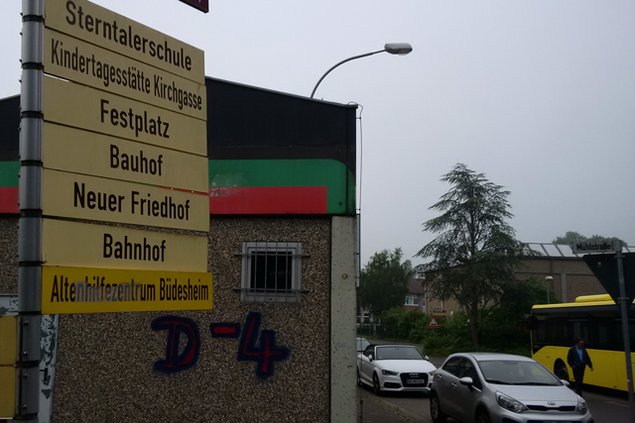 Sterntalerschule
Kindertagesstätte Kirchgasse
Festplatz
Bauhof
Neuer Friedhof
Bahnhof
Altenhilfezentrum Büdesheim
D-4
Mühlstraße